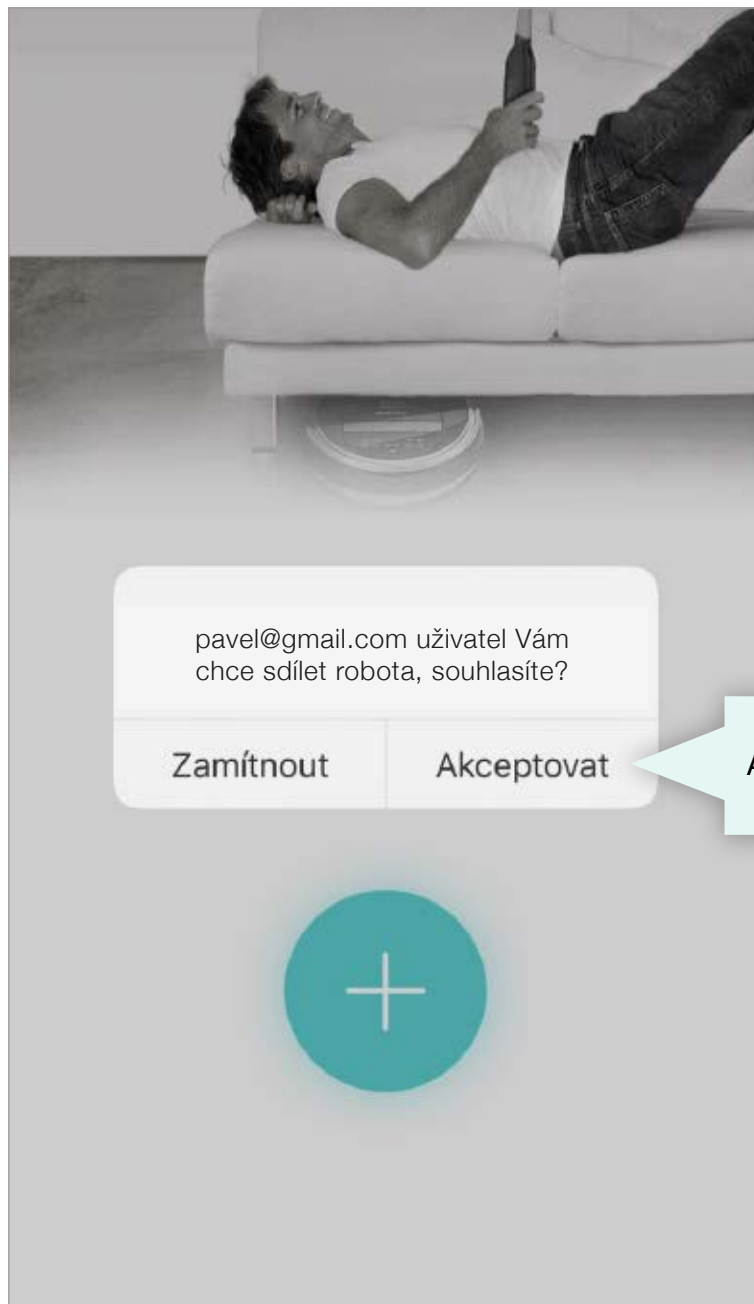 pavel@gmail.com uživatel Vám
chce sdílet robota, souhlasíte?
Zamítnout
Akceptovat